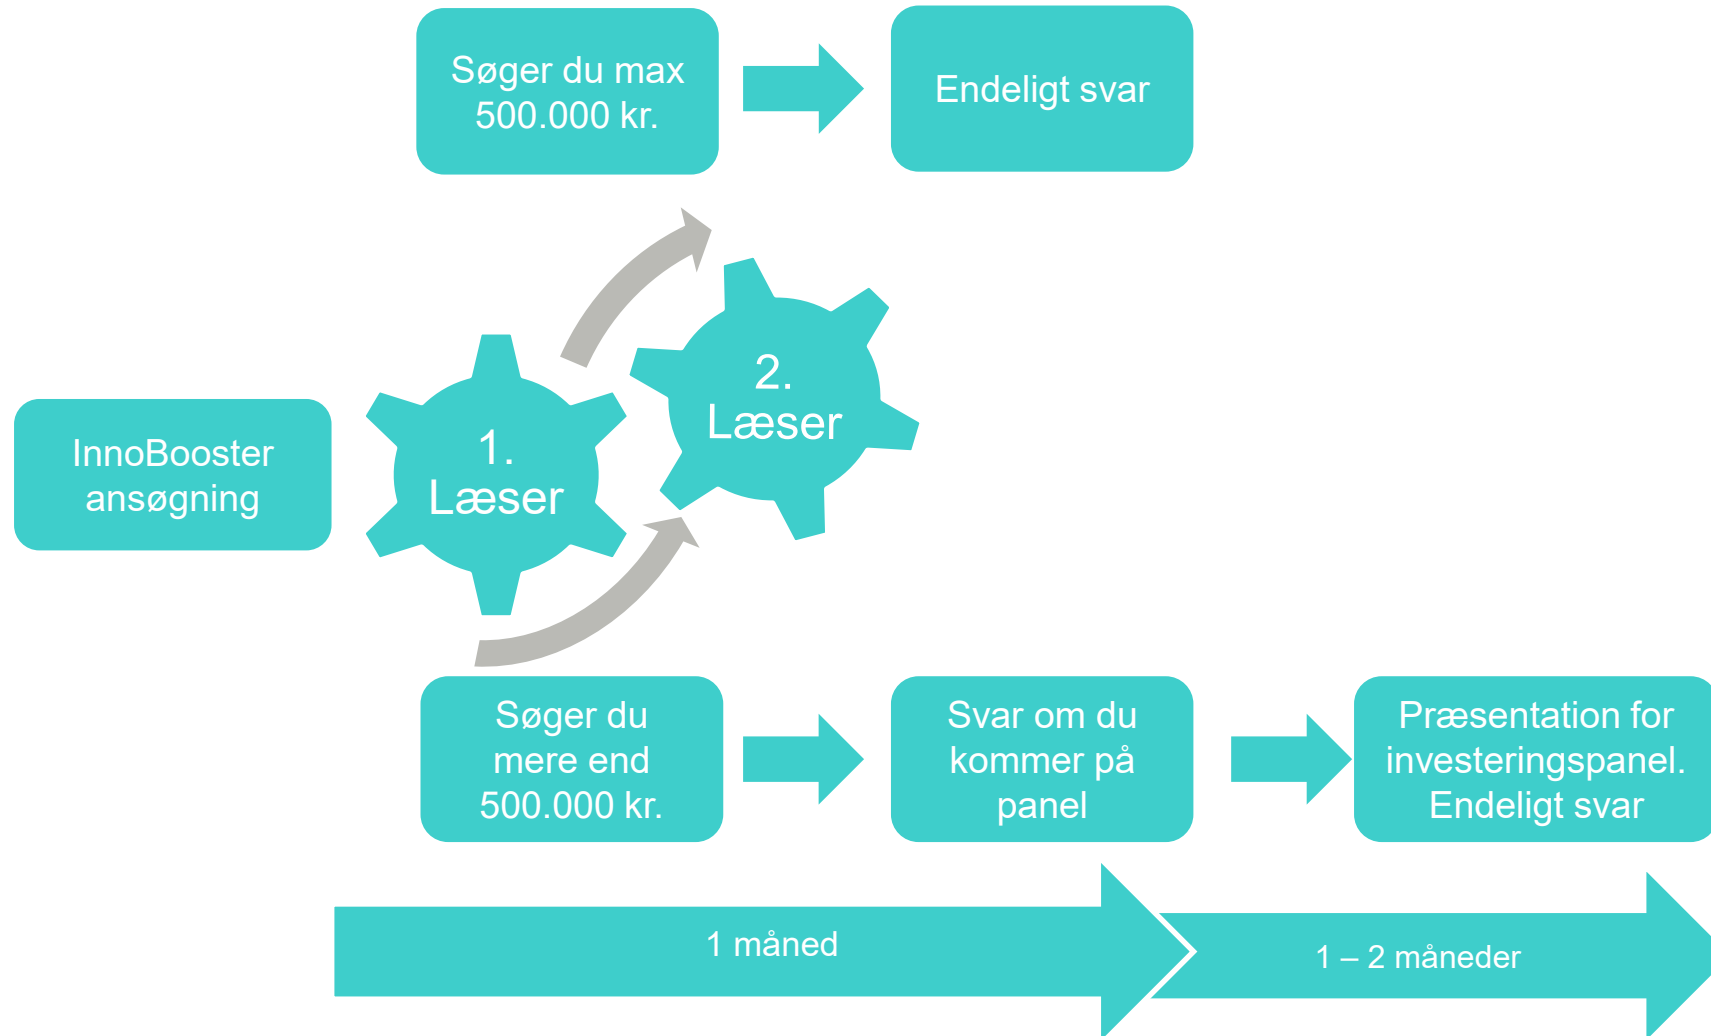 Søger du max
500.000 kr.
Endeligt svar
InnoBooster
ansøgning
1.
Læser
2.
Læser
Søger du
mere end
500.000 kr.
Svar om du
kommer på
panel
Præsentation for
investeringspanel.
Endeligt svar
1 måned
1 – 2 måneder